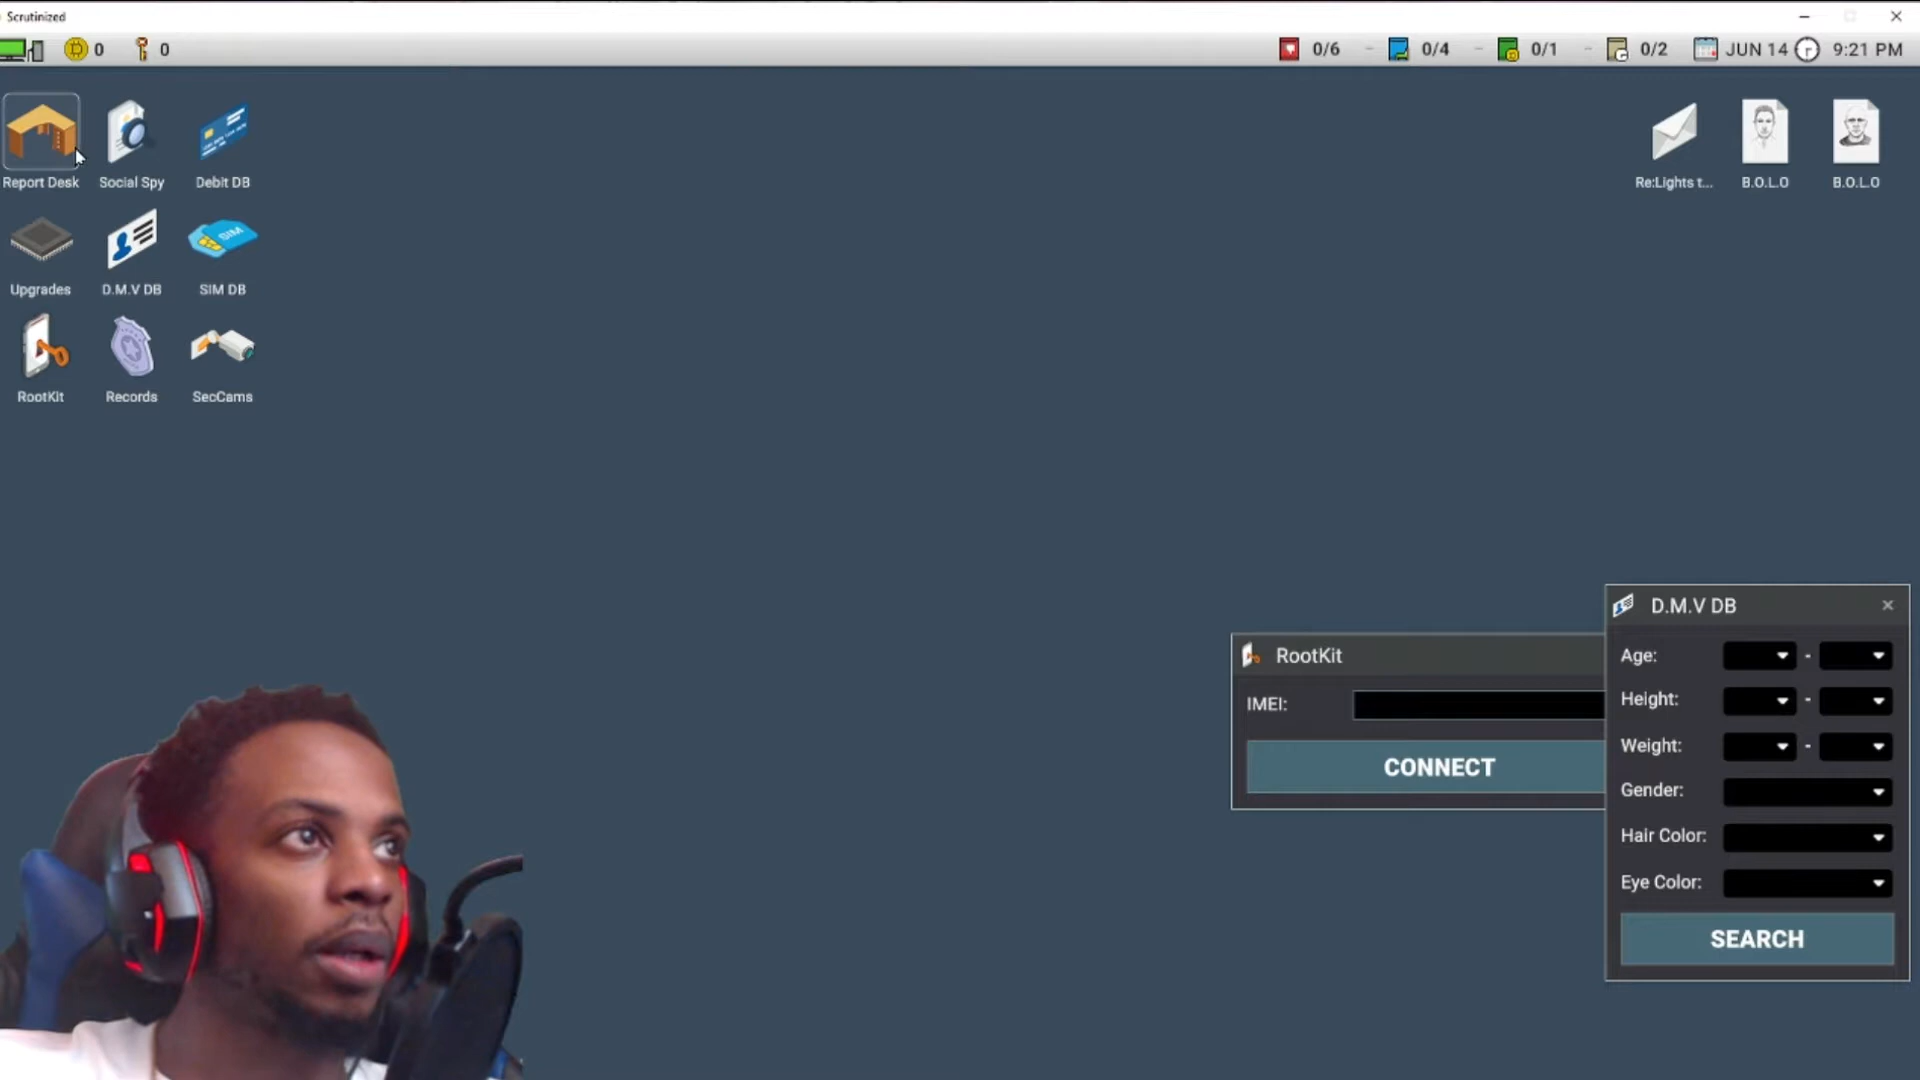 Scrutinized
0 0 0/6 - 0/4 - 0/1 - 0/2 JUN 14 9:21 PM
Report Desk Social Spy Debit DB Re:Lights t... B.O.L.O B.O.L.O
SIM
Upgrades D.M.V DB SIM DB
RootKit Records SecCams
D.M.V DB
Age: -
RootKit
Height: -
IMEI:
Weight: -
CONNECT
Gender:
Hair Color:
Eye Color:
SEARCH